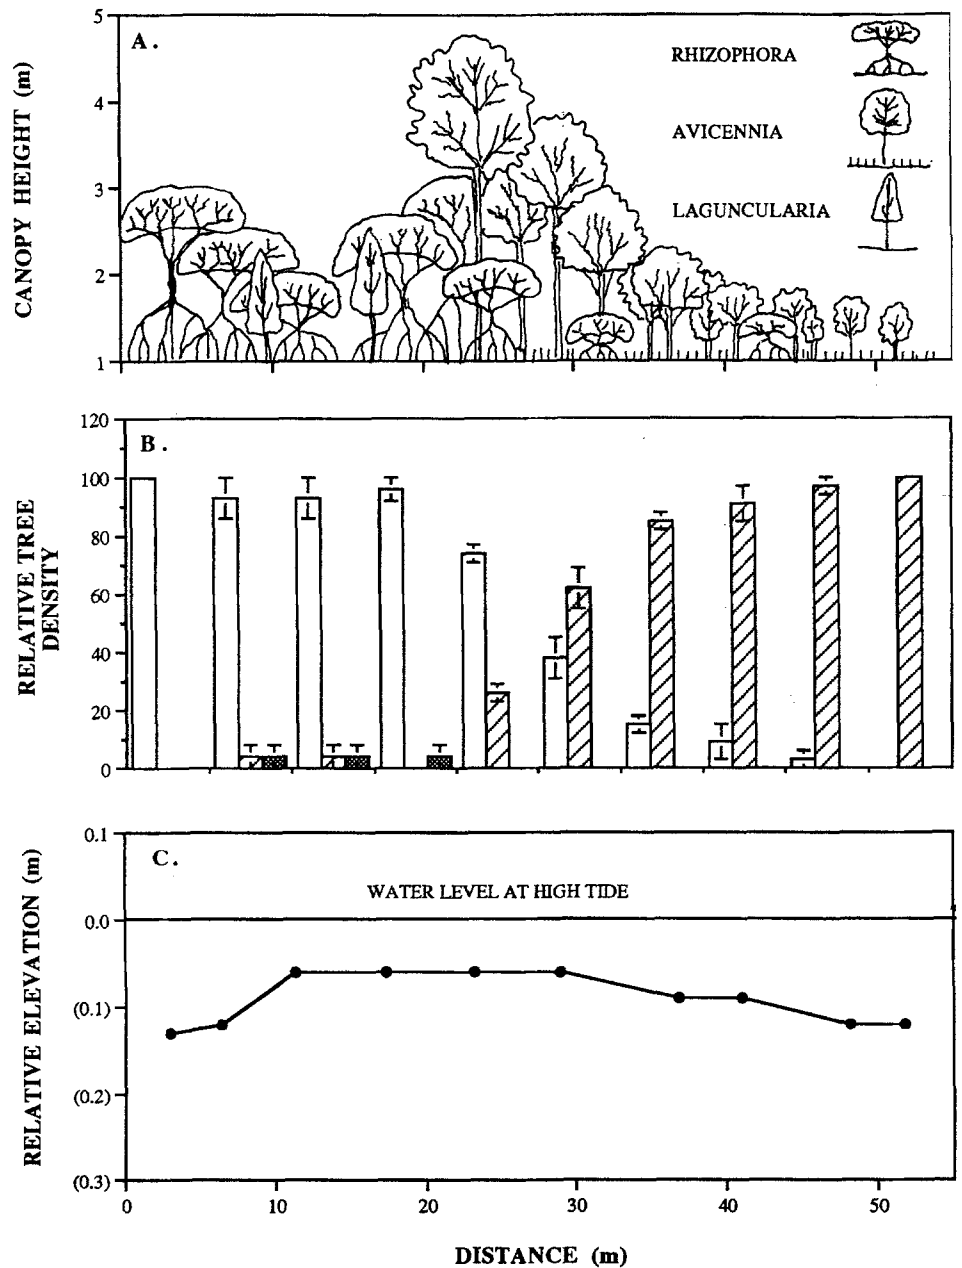 A.
CANOPY HEIGHT (m)
5
4
3
2
1
RHIZOPHORA
AVICENNIA
LAGUNCULARIA
B.
RELATIVE TREE
DENSITY
120
100
80
60
40
20
0
C.
RELATIVE ELEVATION (m)
WATER LEVEL AT HIGH TIDE
0.1
0.0
(0.1)
(0.2)
(0.3)
0 10 20 30 40 50
DISTANCE (m)